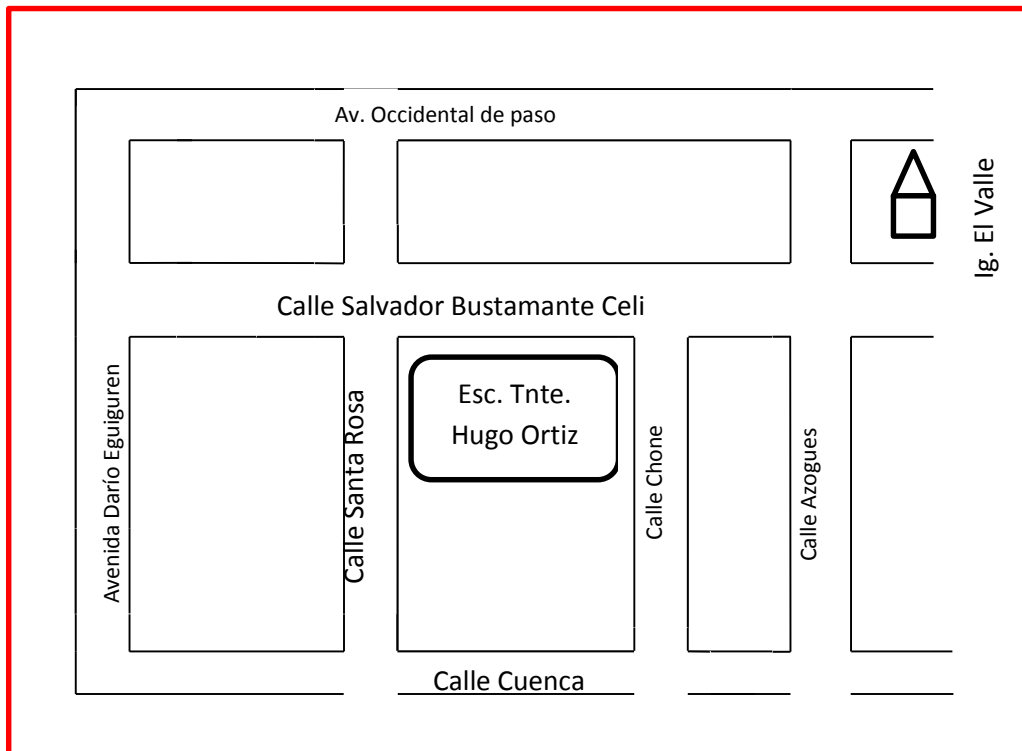 Av. Occidental de paso
Ig. El Valle
Calle Salvador Bustamante Celi
Avenida Darío Eguiguren
Calle Santa Rosa
Esc. Tnte.
Hugo Ortiz
Calle Chone
Calle Azogues
Calle Cuenca